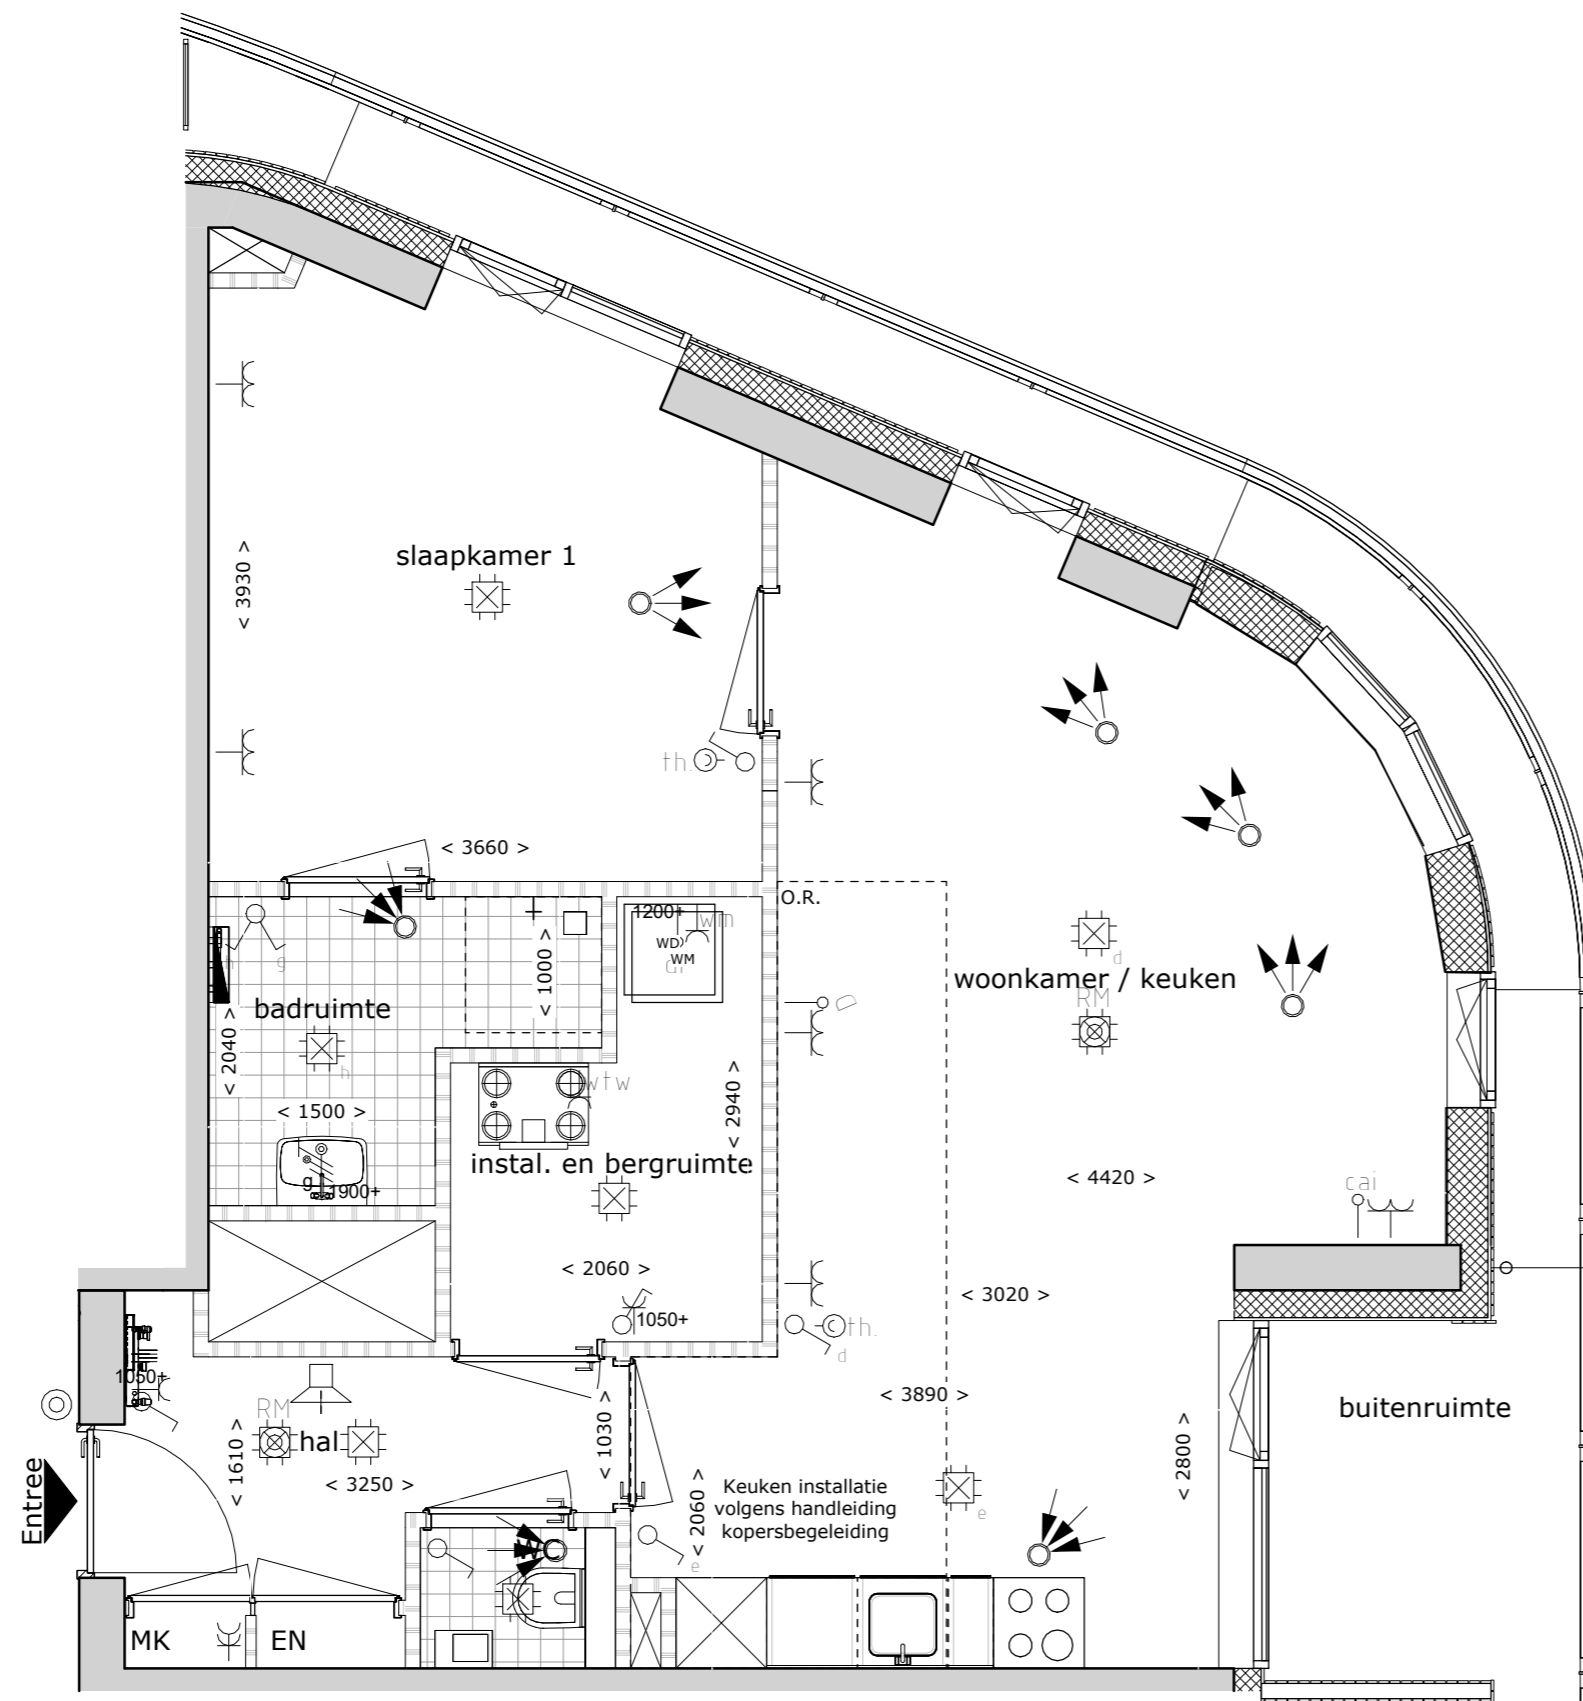 slaapkamer 1
< 3930 >
th.
< 3660 >
O.R.
1200+
wm
WD
WM
h
g
< 1000 >
badruimte
woonkamer / keuken
d
RM
< 2040 >
h
wtw
< 1500 >
< 2940 >
instal. en bergruimte
g
1900+
< 4420 >
cai
< 2060 >
< 3020 >
1050+
th.
d
1050+
< 3890 >
buitenruimte
RM
hal
< 1030 >
< 1610 >
< 2800 >
< 3250 >
Entree
Keuken installatie
volgens handleiding
kopersbegeleiding
< 2060 >
e
e
MK
EN